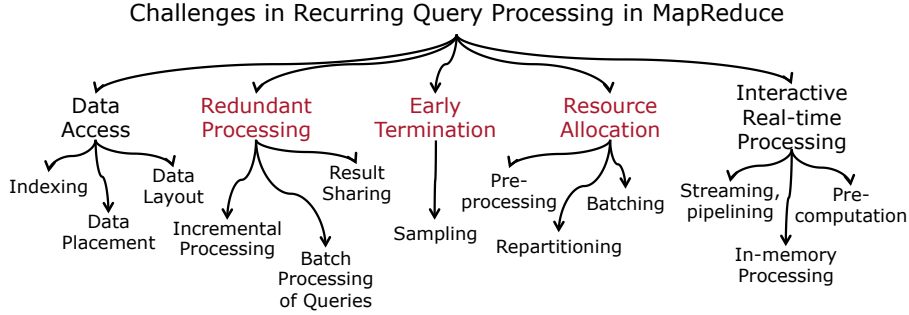 Challenges in Recurring Query Processing in MapReduce
Data
Access
Redundant
Processing
Early
Termination
Resource
Allocation
Interactive
Real-time
Processing
Indexing
Data
Placement
Data
Layout
Incremental
Processing
Batch
Processing
of Queries
Result
Sharing
Sampling
Pre-
processing
Repartitioning
Batching
Streaming,
pipelining
In-memory
Processing
Pre-
computation